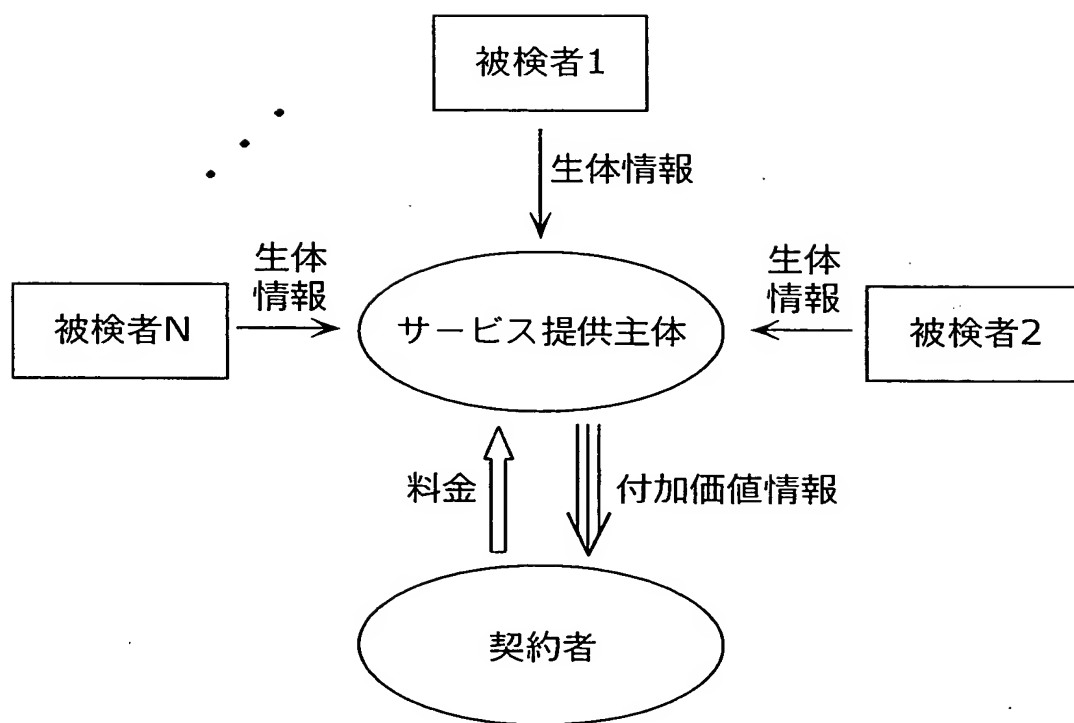 被検者1
生体情報
生体
情報
生体
情報
被検者N
サービス提供主体
被検者2
料金
付加価値情報
契約者